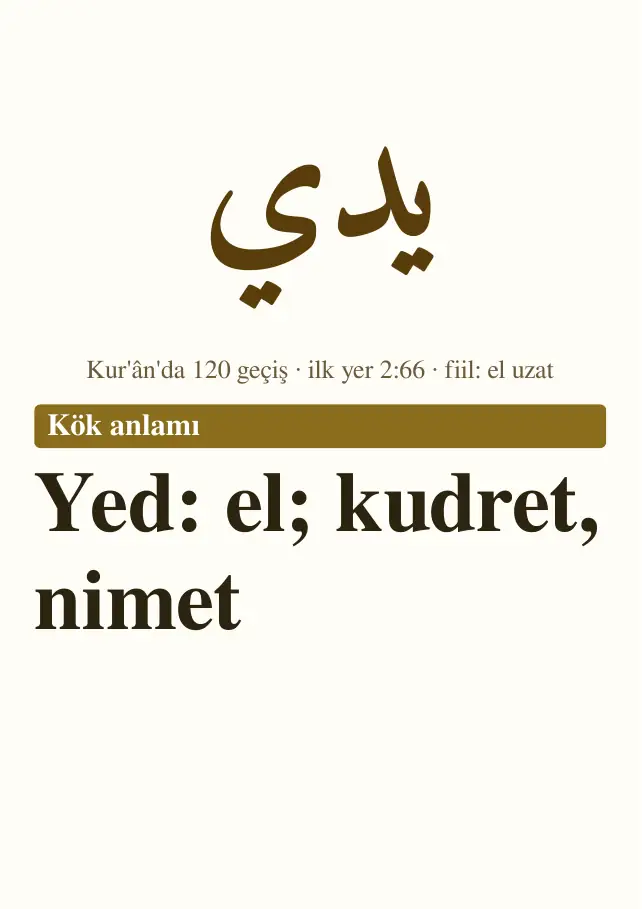 يدي
Kur'ân'da 120 geçiş · ilk yer 2:66 · fiil: el uzat
Kök anlamı
Yed: el; kudret,
nimet